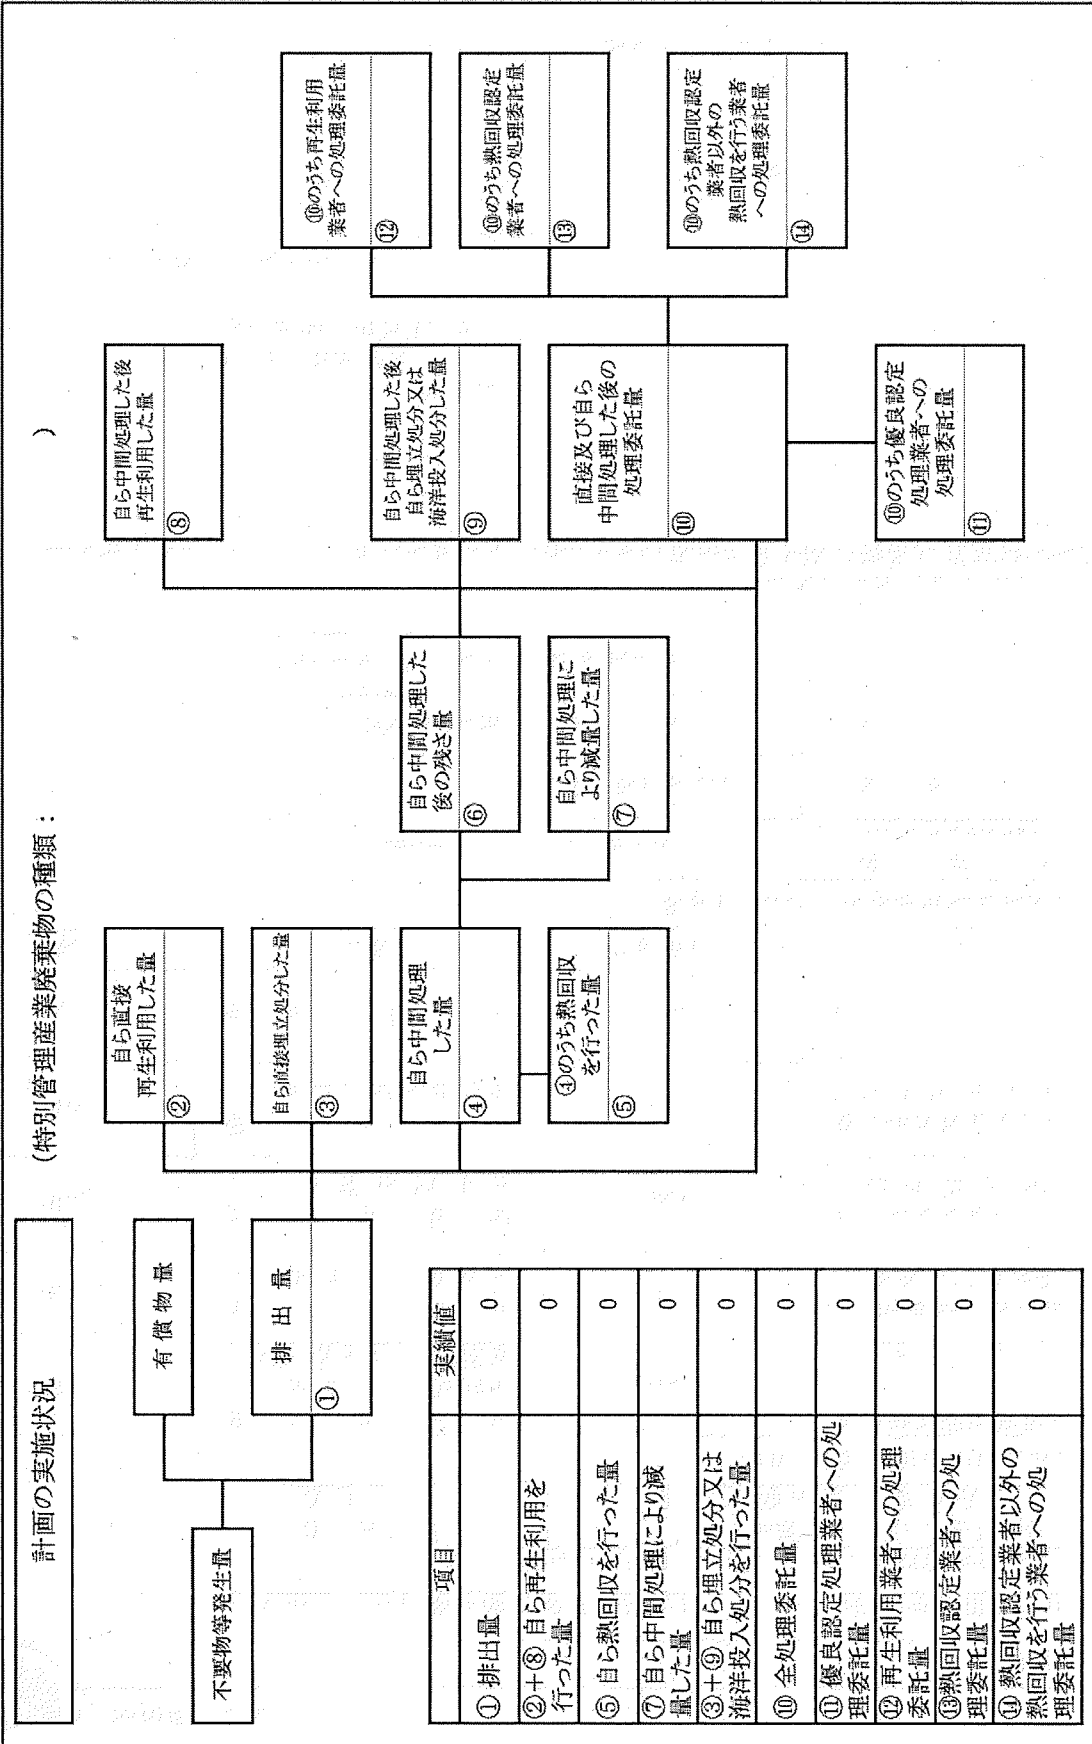 計画の実施状況
(特別管理産業廃棄物の種類：
)
不要物等発生量
有償物量
排出量
①
自ら直接
再生利用した量
②
自ら直接埋立処分した量
③
自ら中間処理
した量
④
④のうち熱回収
を行った量
⑤
自ら中間処理した
後の残さ量
⑥
自ら中間処理に
より減量した量
⑦
自ら中間処理した後
再生利用した量
⑧
自ら中間処理した後
自ら埋立処分又は
海洋投入処分した量
⑨
直接及び自ら
中間処理した後の
処理委託量
⑩
⑩のうち優良認定
処理業者への
処理委託量
⑪
⑩のうち再生利用
業者への処理委託量
⑫
⑩のうち熱回収認定
業者への処理委託量
⑬
⑩のうち熱回収認定
業者以外の
熱回収を行う業者
への処理委託量
⑭
項目 実績値
① 排出量 0
②＋⑧ 自ら再生利用を
行った量 0
⑤ 自ら熱回収を行った量 0
⑦ 自ら中間処理により減
量した量 0
③＋⑨ 自ら埋立処分又は
海洋投入処分を行った量 0
⑩ 全処理委託量 0
⑪ 優良認定処理業者への処
理委託量 0
⑫ 再生利用業者への処理
委託量 0
⑬熱回収認定業者への処
理委託量 0
⑭ 熱回収認定業者以外の
熱回収を行う業者への処
理委託量 0